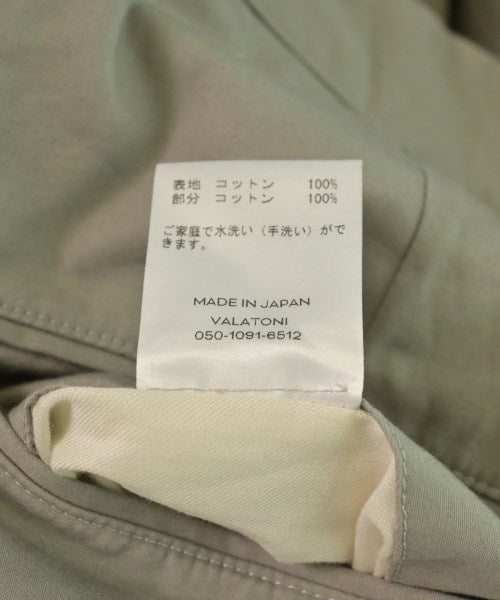 表地 コットン 100%
部分 コットン 100%
ご家庭で水洗い（手洗い）がで
きます。
MADE IN JAPAN
VALATONI
050-1091-6512